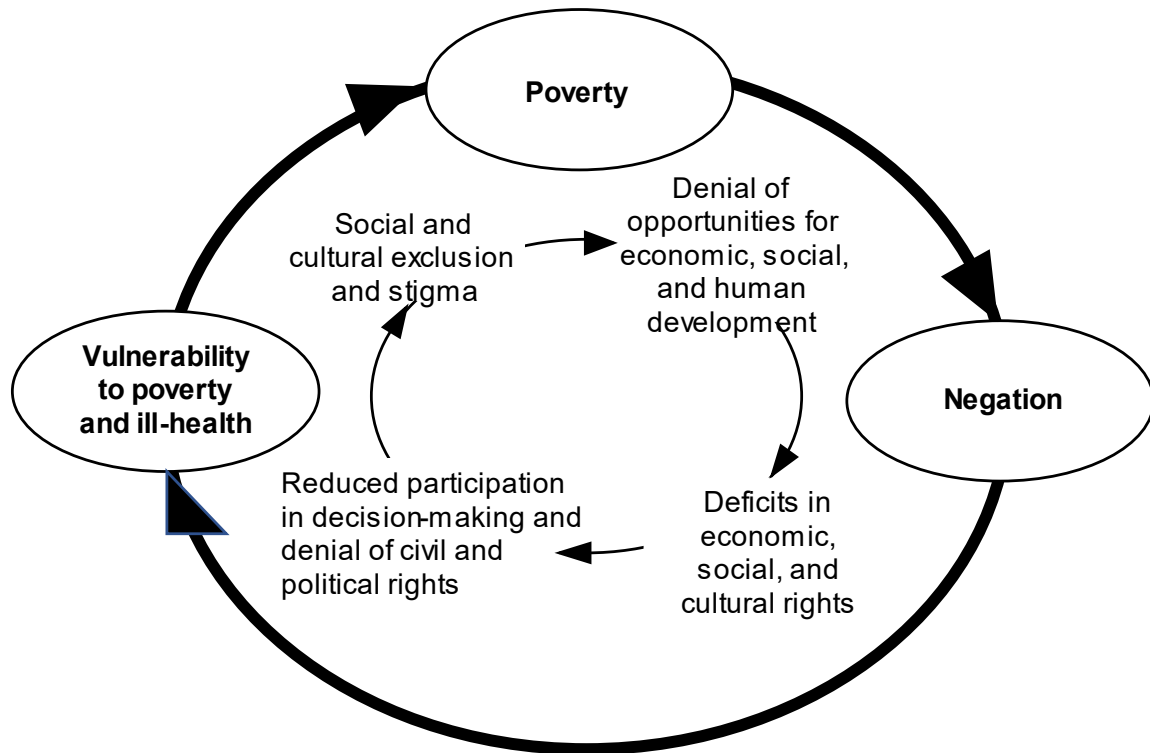 Poverty
Social and
cultural exclusion
and stigma
Denial of
opportunities for
economic, social,
and human
development
Vulnerability
to poverty
and ill-health
Negation
Reduced participation
in decision-making and
denial of civil and
political rights
Deficits in
economic,
social, and
cultural rights